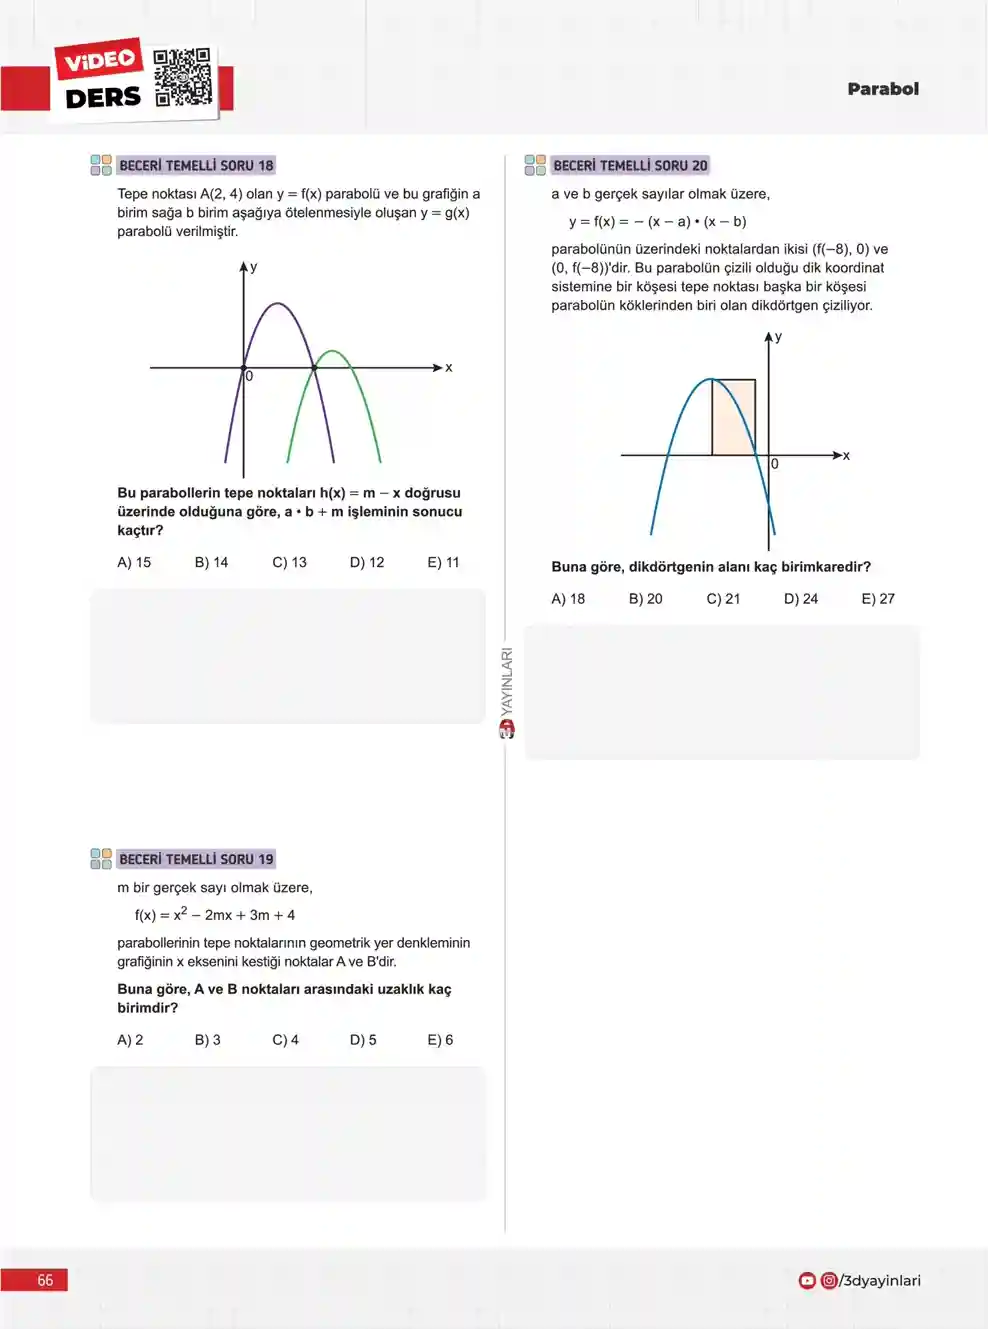 VİDEO
DERS
Parabol
BECERİ TEMELLİ SORU 18
Tepe noktası A(2, 4) olan y = f(x) parabolü ve bu grafiğin a
birim sağa b birim aşağıya ötelenmesiyle oluşan y = g(x)
parabolü verilmiştir.
y
x
0
Bu parabollerin tepe noktaları h(x) = m − x doğrusu
üzerinde olduğuna göre, a • b + m işleminin sonucu
kaçtır?
A) 15 B) 14 C) 13 D) 12 E) 11
BECERİ TEMELLİ SORU 19
m bir gerçek sayı olmak üzere,
f(x) = x² − 2mx + 3m + 4
parabollerinin tepe noktalarının geometrik yer denkleminin
grafiğinin x eksenini kestiği noktalar A ve B'dir.
Buna göre, A ve B noktaları arasındaki uzaklık kaç
birimdir?
A) 2 B) 3 C) 4 D) 5 E) 6
YAYINLARI
BECERİ TEMELLİ SORU 20
a ve b gerçek sayılar olmak üzere,
y = f(x) = − (x − a) • (x − b)
parabolünün üzerindeki noktalardan ikisi (f(−8), 0) ve
(0, f(−8))'dir. Bu parabolün çizili olduğu dik koordinat
sistemine bir köşesi tepe noktası başka bir köşesi
parabolün köklerinden biri olan dikdörtgen çiziliyor.
y
x
0
Buna göre, dikdörtgenin alanı kaç birimkaredir?
A) 18 B) 20 C) 21 D) 24 E) 27
66
/3dyayinlari